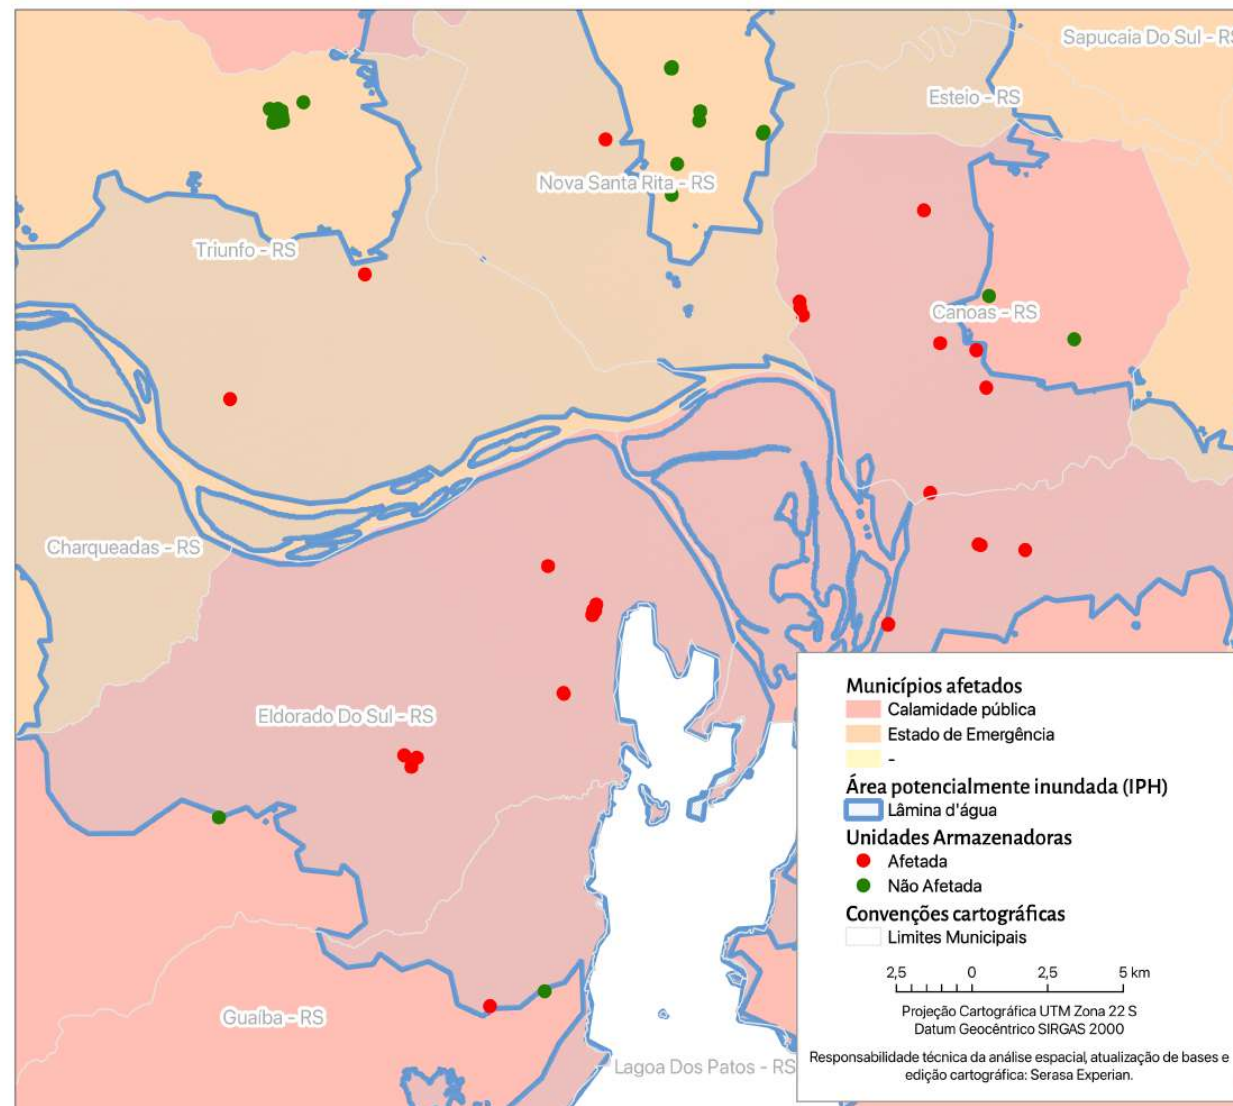 Sapucaia Do Sul - RS
Esteio - RS
Nova Santa Rita - RS
Triunfo - RS
Canoas - RS
Charqueadas - RS
Eldorado Do Sul - RS
Guaíba - RS
Lagoa Dos Patos - RS
Municípios afetados
Calamidade pública
Estado de Emergência
-
Área potencialmente inundada (IPH)
Lâmina d'água
Unidades Armazenadoras
Afetada
Não Afetada
Convenções cartográficas
Limites Municipais
2,5 0 2,5 5 km
Projeção Cartográfica UTM Zona 22 S
Datum Geocêntrico SIRGAS 2000
Responsabilidade técnica da análise espacial, atualização de bases e
edição cartográfica: Serasa Experian.